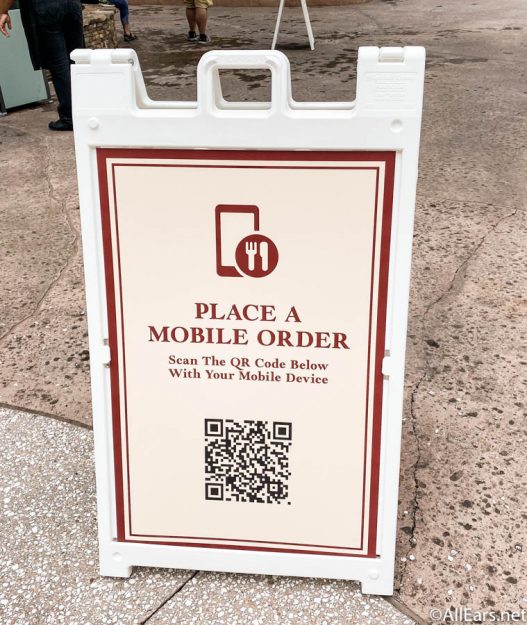 PLACE A
MOBILE ORDER
Scan The QR Code Below
With Your Mobile Device
©AllEars.net